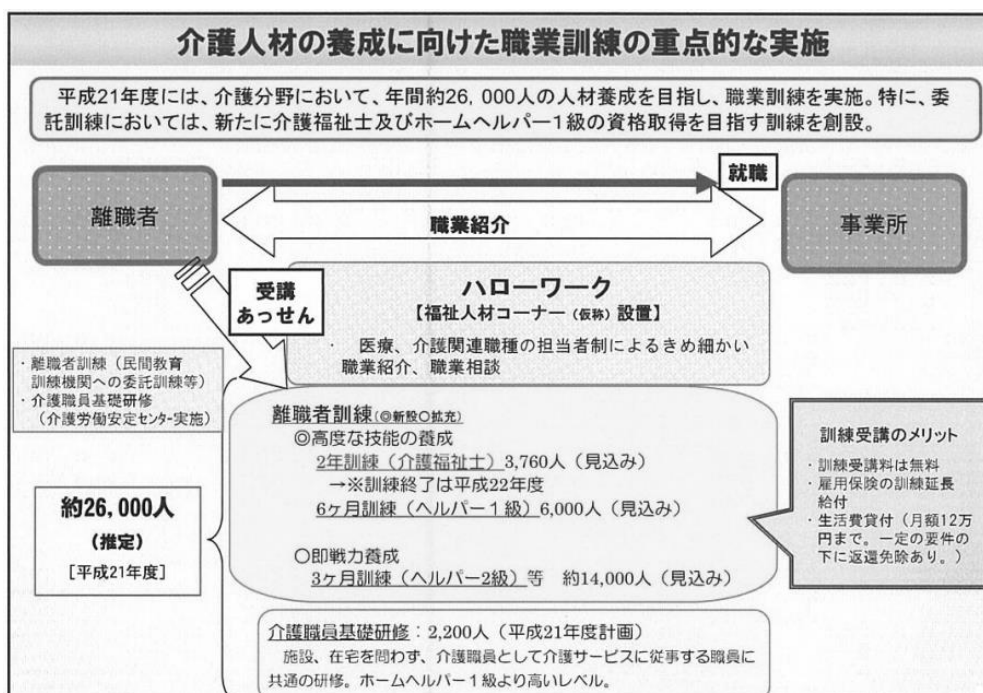 介護人材の養成に向けた職業訓練の重点的な実施
平成21年度には、介護分野において、年間約26,000人の人材養成を目指し、職業訓練を実施。特に、委
託訓練においては、新たに介護福祉士及びホームヘルパー1級の資格取得を目指す訓練を創設。
就職
離職者
職業紹介
事業所
受講
あっせん
ハローワーク
【福祉人材コーナー(仮称)設置】
・ 医療、介護関連職種の担当者制によるきめ細かい
職業紹介、職業相談
・離職者訓練(民間教育
訓練機関への委託訓練等)
・介護職員基礎研修
(介護労働安定センター実施)
離職者訓練(◎新設○拡充)
◎高度な技能の養成
2年訓練(介護福祉士)3,760人(見込み)
→※訓練終了は平成22年度
6ヶ月訓練(ヘルパー1級)6,000人(見込み)
○即戦力養成
3ヶ月訓練(ヘルパー2級)等 約14,000人(見込み)
訓練受講のメリット
・訓練受講料は無料
・雇用保険の訓練延長
給付
・生活費貸付(月額12万
円まで。一定の要件の
下に返還免除あり。)
約26,000人
(推定)
[平成21年度]
介護職員基礎研修:2,200人(平成21年度計画)
施設、在宅を問わず、介護職員として介護サービスに従事する職員に
共通の研修。ホームヘルパー1級より高いレベル。